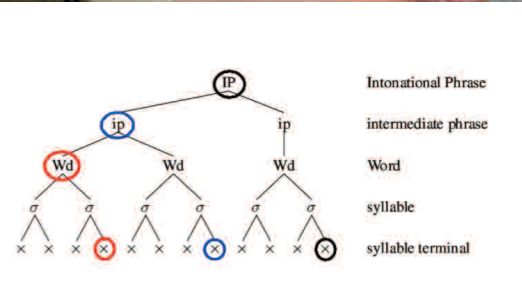 IP Intonational Phrase
ip ip intermediate phrase
Wd Wd Wd Word
σ σ σ σ σ σ syllable
× × × × × × × × × × × × syllable terminal